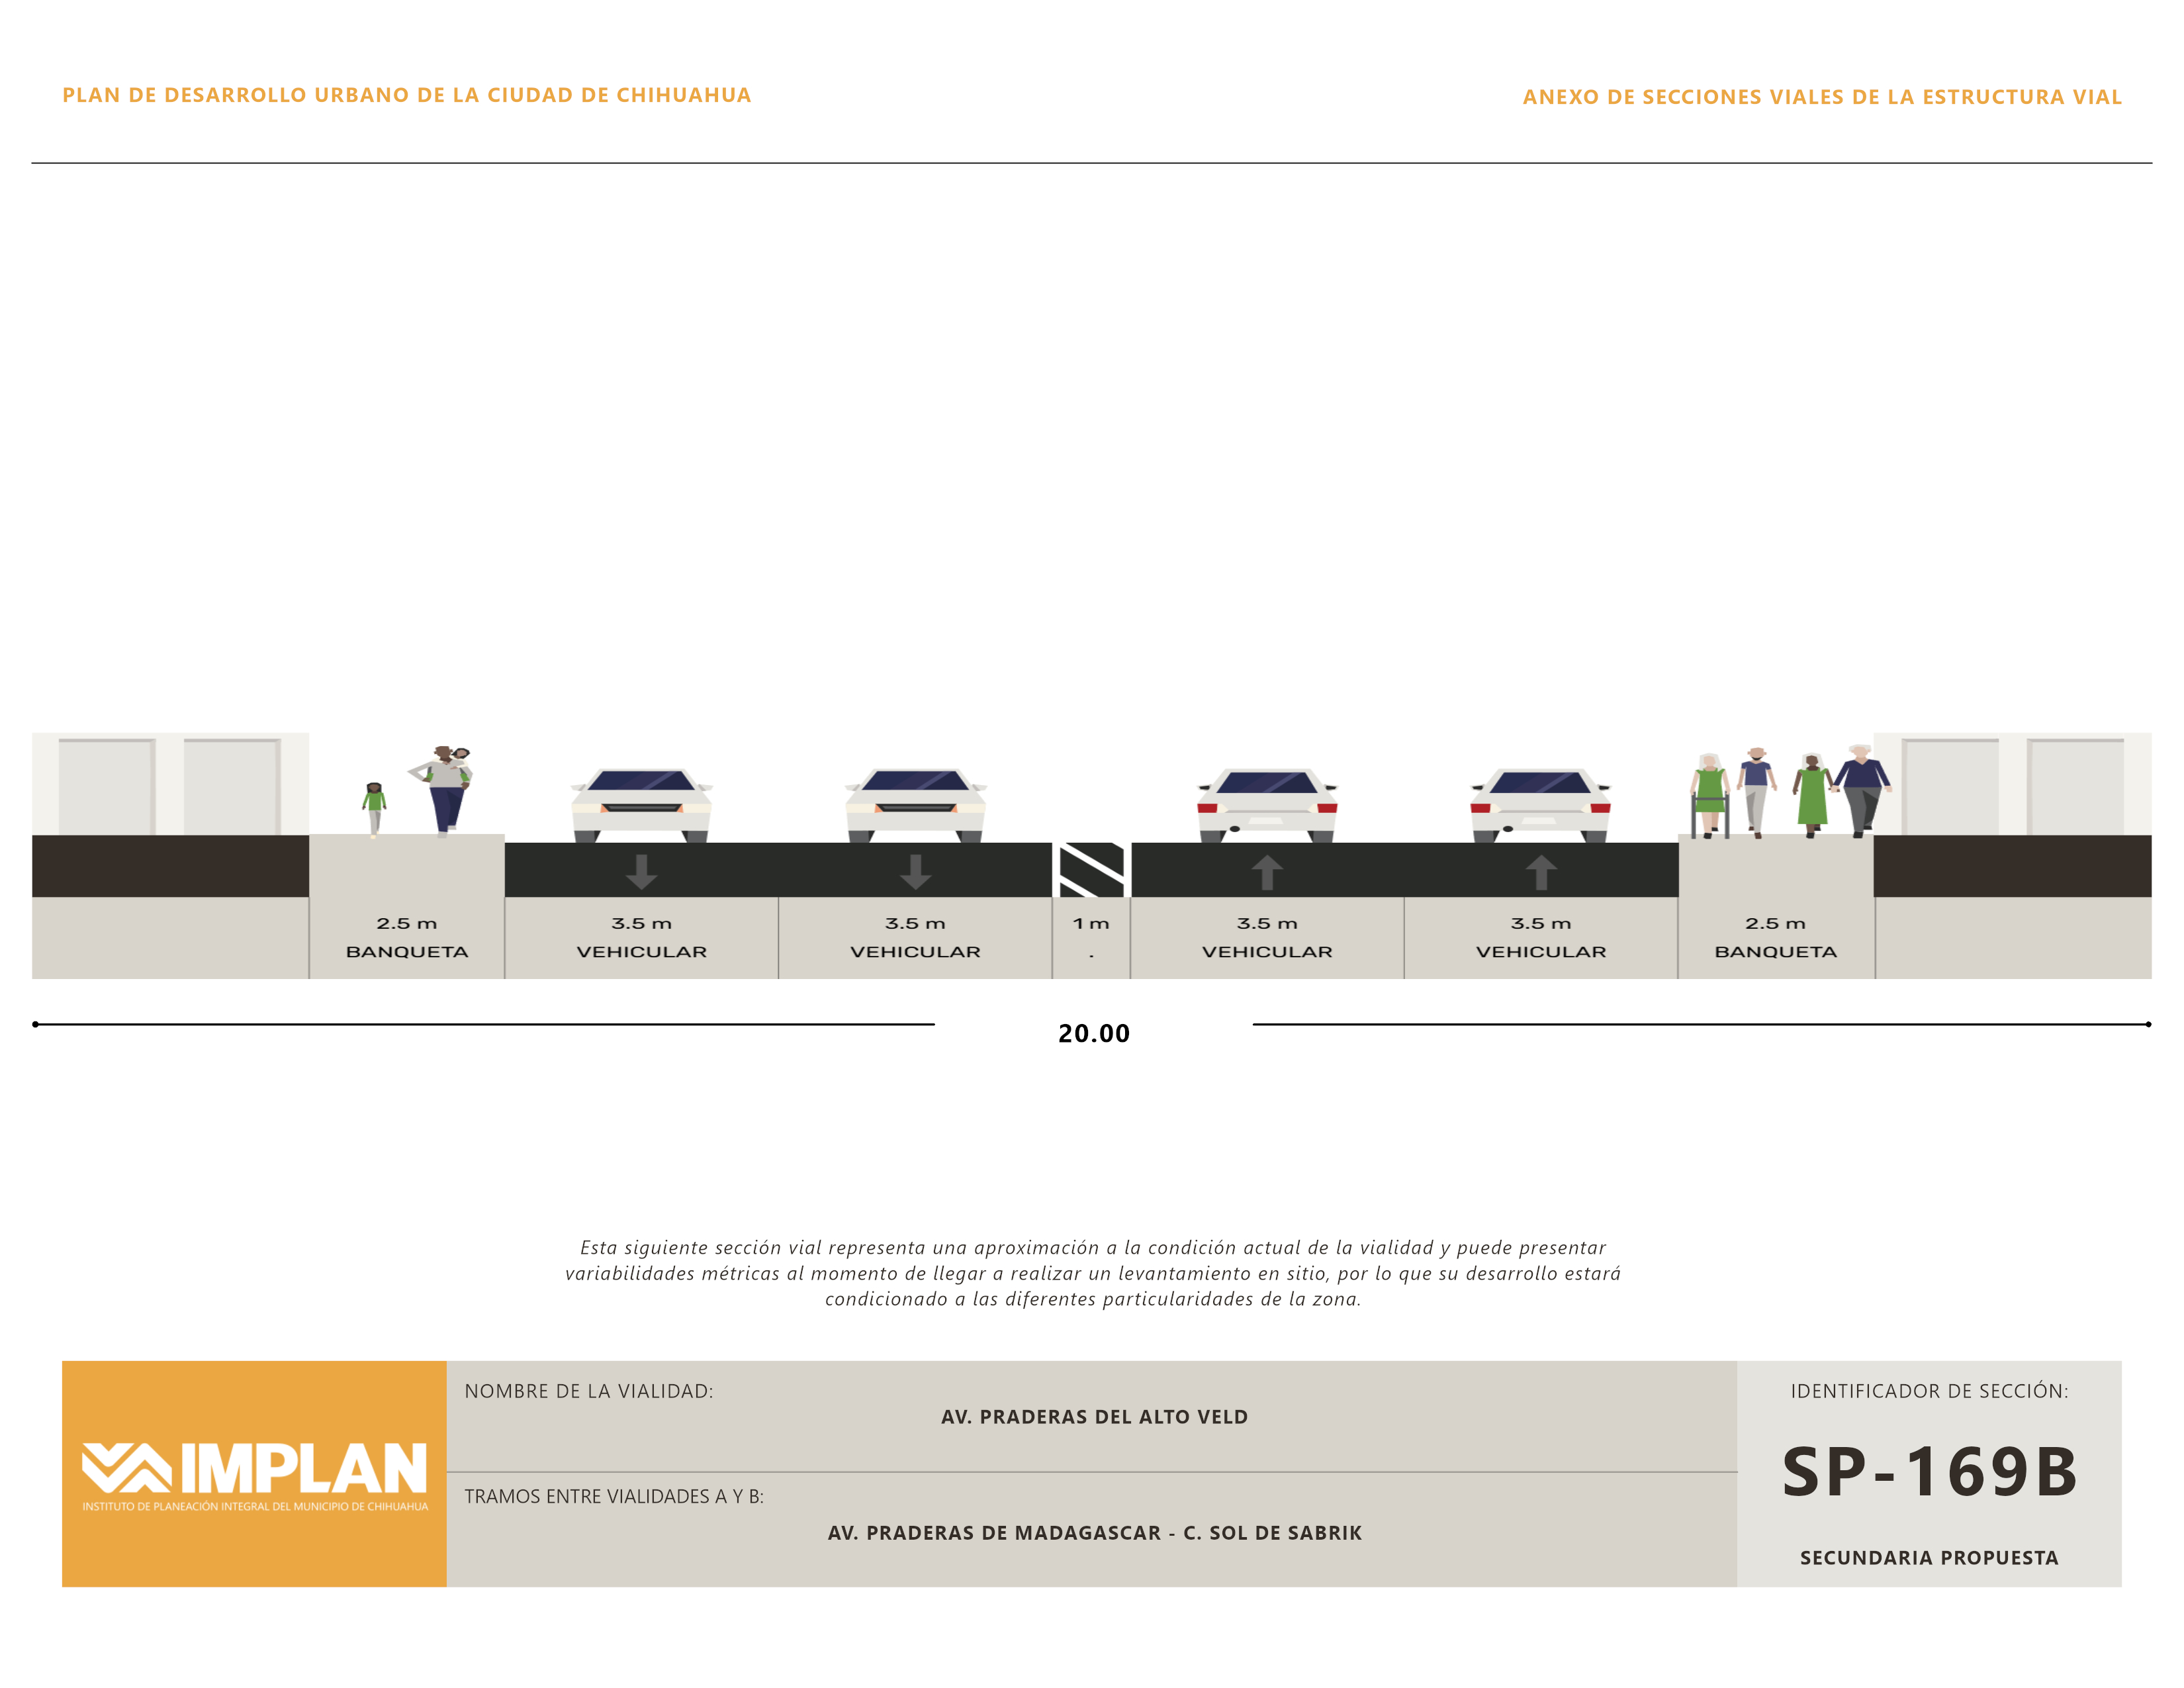 PLAN DE DESARROLLO URBANO DE LA CIUDAD DE CHIHUAHUA
ANEXO DE SECCIONES VIALES DE LA ESTRUCTURA VIAL
2.5 m 3.5 m 3.5 m 1 m 3.5 m 3.5 m 2.5 m
BANQUETA VEHICULAR VEHICULAR . VEHICULAR VEHICULAR BANQUETA
20.00
Esta siguiente sección vial representa una aproximación a la condición actual de la vialidad y puede presentar
variabilidades métricas al momento de llegar a realizar un levantamiento en sitio, por lo que su desarrollo estará
condicionado a las diferentes particularidades de la zona.
IMPLAN
INSTITUTO DE PLANEACIÓN INTEGRAL DEL MUNICIPIO DE CHIHUAHUA
NOMBRE DE LA VIALIDAD:
AV. PRADERAS DEL ALTO VELD
TRAMOS ENTRE VIALIDADES A Y B:
AV. PRADERAS DE MADAGASCAR - C. SOL DE SABRIK
IDENTIFICADOR DE SECCIÓN:
SP-169B
SECUNDARIA PROPUESTA